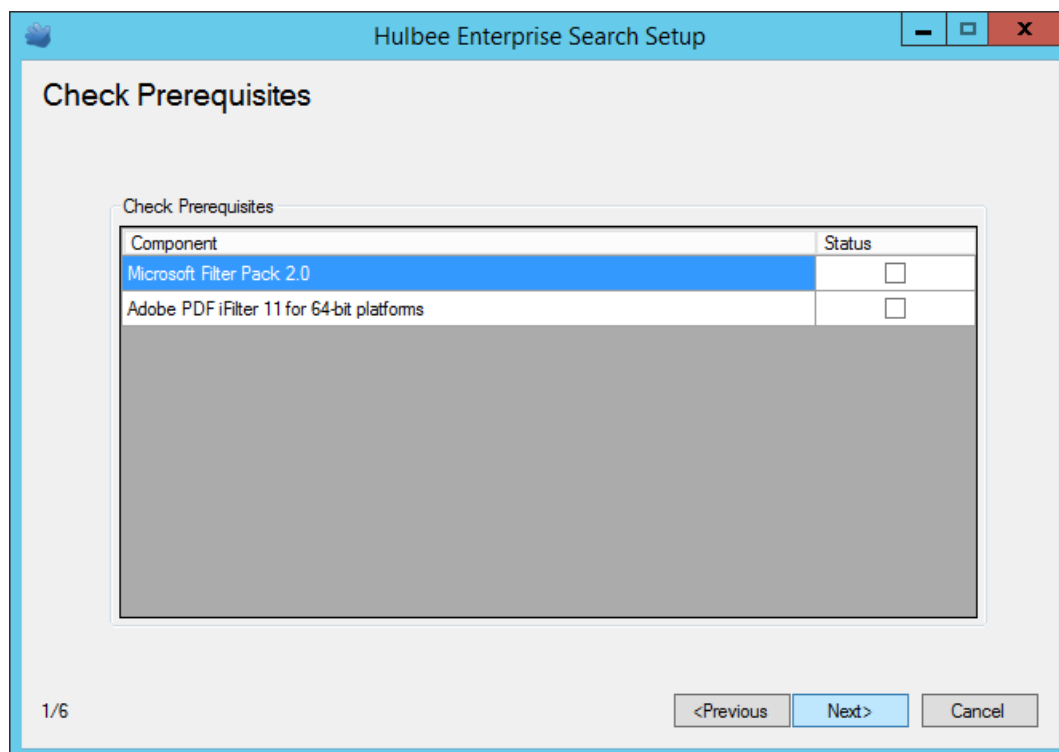 Hulbee Enterprise Search Setup
Check Prerequisites
Check Prerequisites
Component Status
Microsoft Filter Pack 2.0
Adobe PDF iFilter 11 for 64-bit platforms
1/6 <Previous Next> Cancel